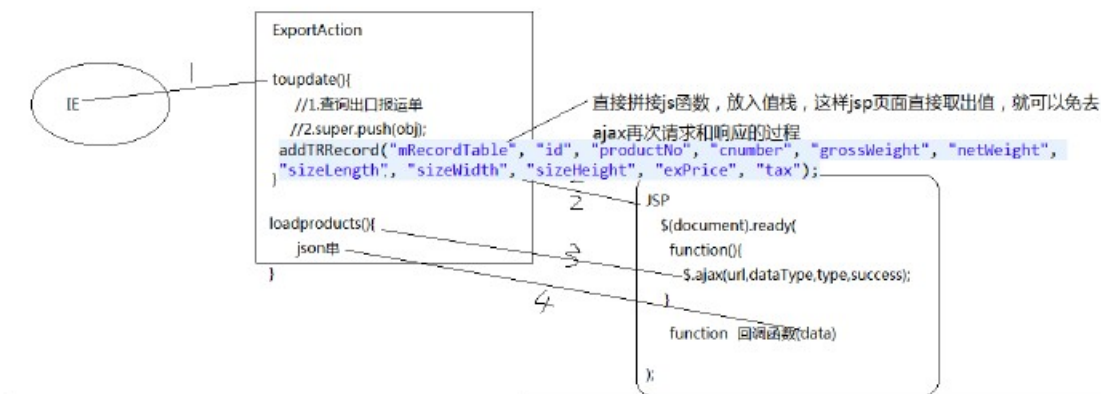 ExportAction
1
toupdate(){
IE
//1.查询出口报运单
//2.super.push(obj);
直接拼接js函数，放入值栈，这样jsp页面直接取出值，就可以免去
ajax再次请求和响应的过程
addTRRecord("mRecordTable", "id", "productNo", "cnumber", "grossWeight", "netWeight",
"sizeLength", "sizeWidth", "sizeHeight", "exPrice", "tax");
}
2
JSP
$(document).ready(
loadproducts(){
function(){
json串
3
$.ajax(url,dataType,type,success);
}
}
4
function 回调函数(data)
);